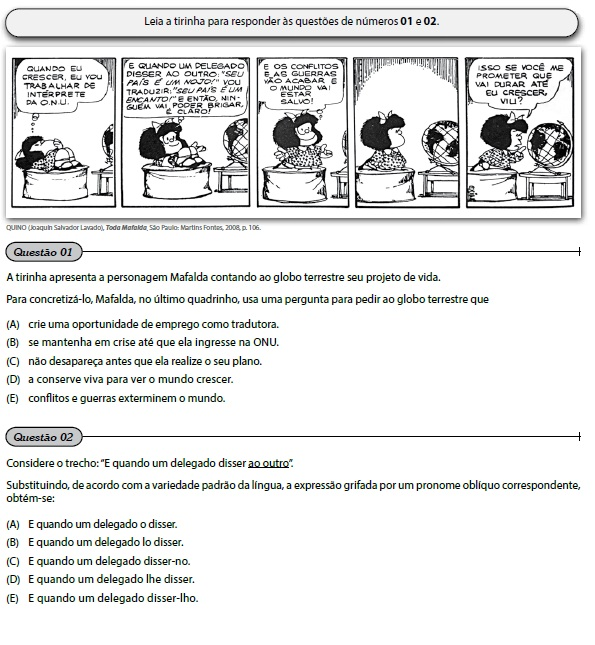 Leia a tirinha para responder às questões de números 01 e 02.
QUANDO EU
CRESCER, EU VOU
TRABALHAR DE
INTÉRPRETE
DA O.N.U.
E QUANDO UM DELEGADO
DISSER AO OUTRO: "SEU
PAÍS É UM NOJO!" VOU
TRADUZIR: "SEU PAÍS É UM
ENCANTO!" E ENTÃO, NIN-
GUÉM VAI PODER BRIGAR,
É CLARO!
E OS CONFLITOS
E AS GUERRAS
VÃO ACABAR E
O MUNDO VAI
ESTAR
SALVO!
ISSO SE VOCÊ ME
PROMETER QUE
VAI DURAR ATÉ
EU CRESCER,
VIU?
QUINO (Joaquín Salvador Lavado), Toda Mafalda, São Paulo: Martins Fontes, 2008, p. 106.
Questão 01
A tirinha apresenta a personagem Mafalda contando ao globo terrestre seu projeto de vida.
Para concretizá-lo, Mafalda, no último quadrinho, usa uma pergunta para pedir ao globo terrestre que
(A) crie uma oportunidade de emprego como tradutora.
(B) se mantenha em crise até que ela ingresse na ONU.
(C) não desapareça antes que ela realize o seu plano.
(D) a conserve viva para ver o mundo crescer.
(E) conflitos e guerras exterminem o mundo.
Questão 02
Considere o trecho: "E quando um delegado disser ao outro".
Substituindo, de acordo com a variedade padrão da língua, a expressão grifada por um pronome oblíquo correspondente,
obtém-se:
(A) E quando um delegado o disser.
(B) E quando um delegado lo disser.
(C) E quando um delegado disser-no.
(D) E quando um delegado lhe disser.
(E) E quando um delegado disser-lho.